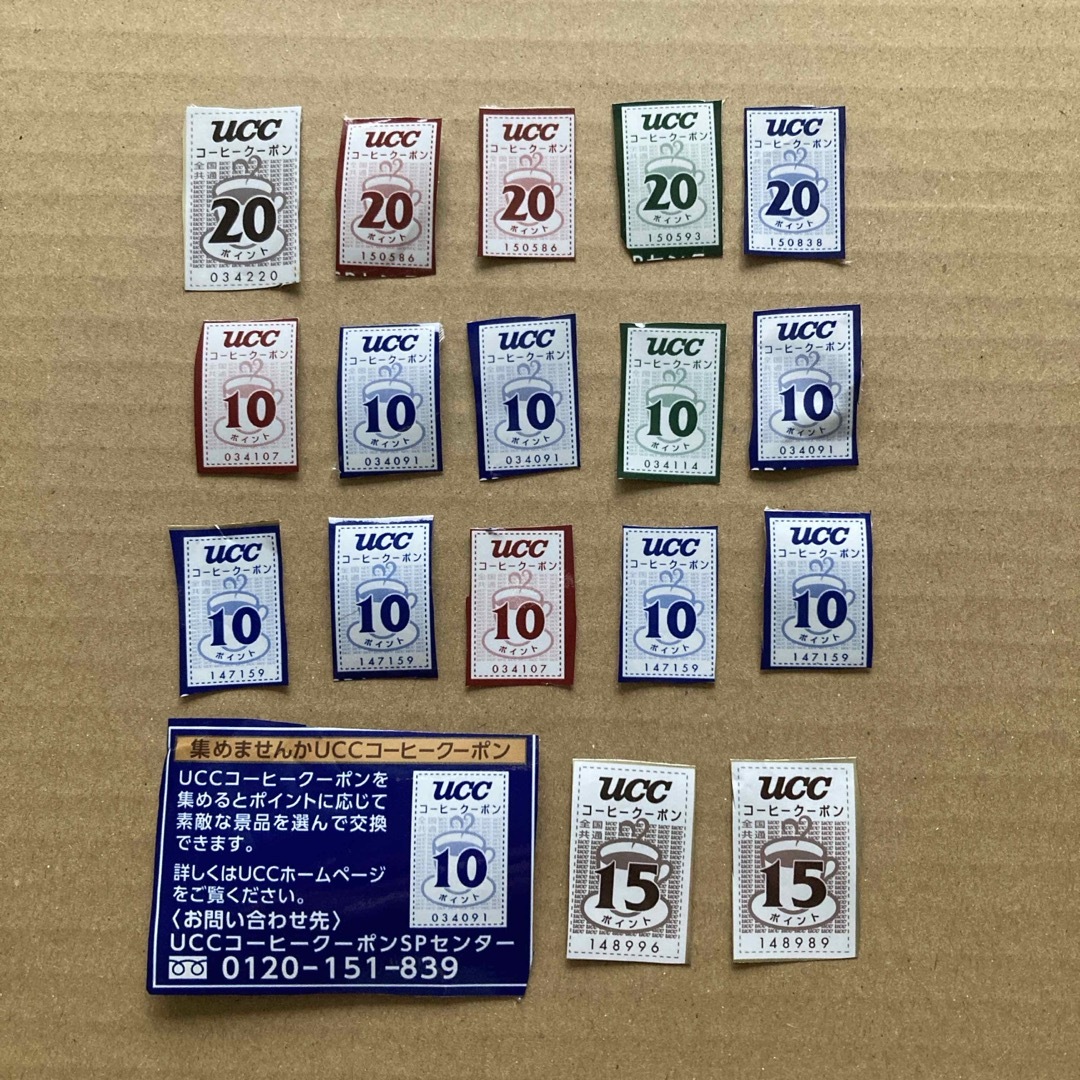 UCC
コーヒークーポン
全国
共通
20
ポイント
034220
UCC
コーヒークーポン
20
ポイント
150586
UCC
コーヒークーポン
20
ポイント
150586
UCC
コーヒークーポン
20
ポイント
150593
UCC
コーヒークーポン
20
ポイント
150838
UCC
コーヒークーポン
10
ポイント
034107
UCC
コーヒークーポン
10
ポイント
034091
UCC
コーヒークーポン
10
ポイント
034091
UCC
コーヒークーポン
10
ポイント
034114
UCC
コーヒークーポン
10
ポイント
034091
UCC
コーヒークーポン
10
ポイント
147159
UCC
コーヒークーポン
10
ポイント
147159
UCC
コーヒークーポン
10
ポイント
034107
UCC
コーヒークーポン
10
ポイント
147159
UCC
コーヒークーポン
10
ポイント
147159
集めませんかUCCコーヒークーポン
UCCコーヒークーポンを
集めるとポイントに応じて
素敵な景品を選んで交換
できます。
詳しくはUCCホームページ
をご覧ください。
〈お問い合わせ先〉
UCCコーヒークーポンSPセンター
0120-151-839
UCC
コーヒークーポン
10
ポイント
034091
UCC
コーヒークーポン
全国
共通
15
ポイント
148996
UCC
コーヒークーポン
全国
共通
15
ポイント
148989